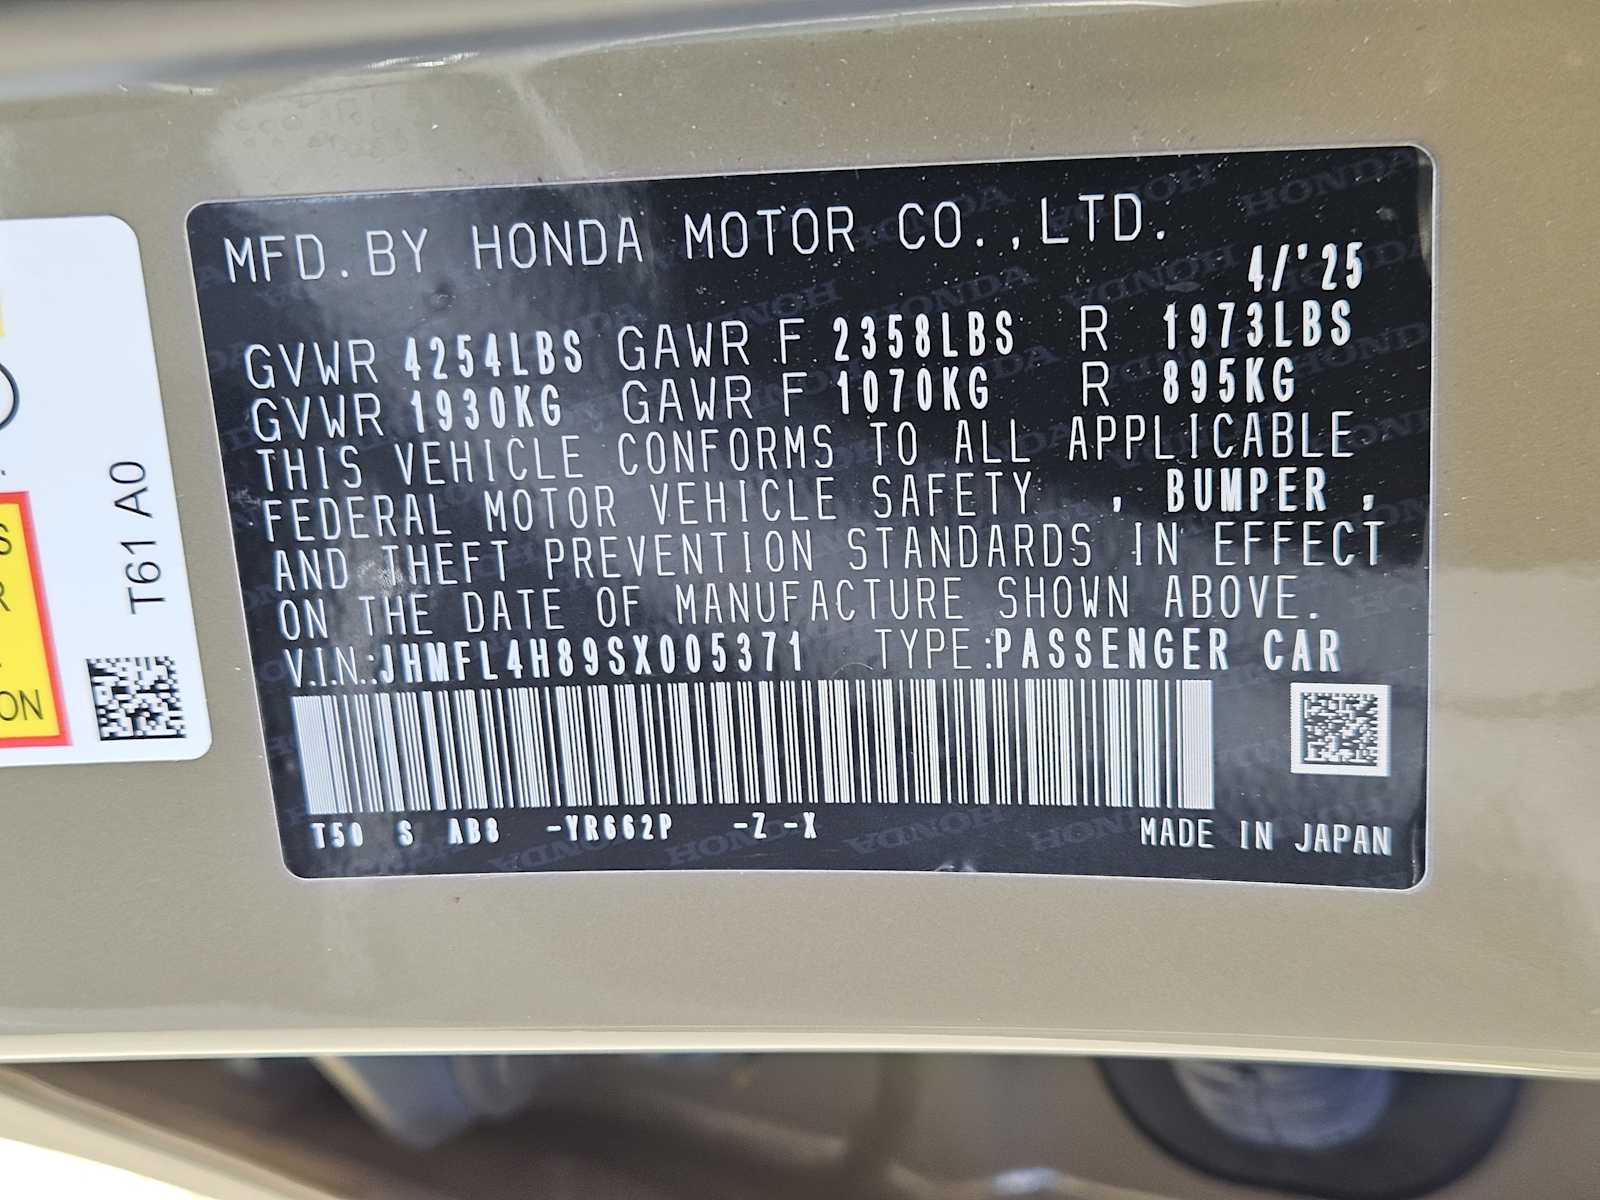 MFD. BY HONDA MOTOR CO., LTD.
4/'25
GVWR 4254LBS GAWR F 2358LBS R 1973LBS
GVWR 1930KG GAWR F 1070KG R 895KG
THIS VEHICLE CONFORMS TO ALL APPLICABLE
FEDERAL MOTOR VEHICLE SAFETY , BUMPER ,
AND THEFT PREVENTION STANDARDS IN EFFECT
ON THE DATE OF MANUFACTURE SHOWN ABOVE.
V.I.N.:JHMFL4H89SX005371 TYPE:PASSENGER CAR
T50 S AB8 -YR662P -Z -X
MADE IN JAPAN
T61 A0